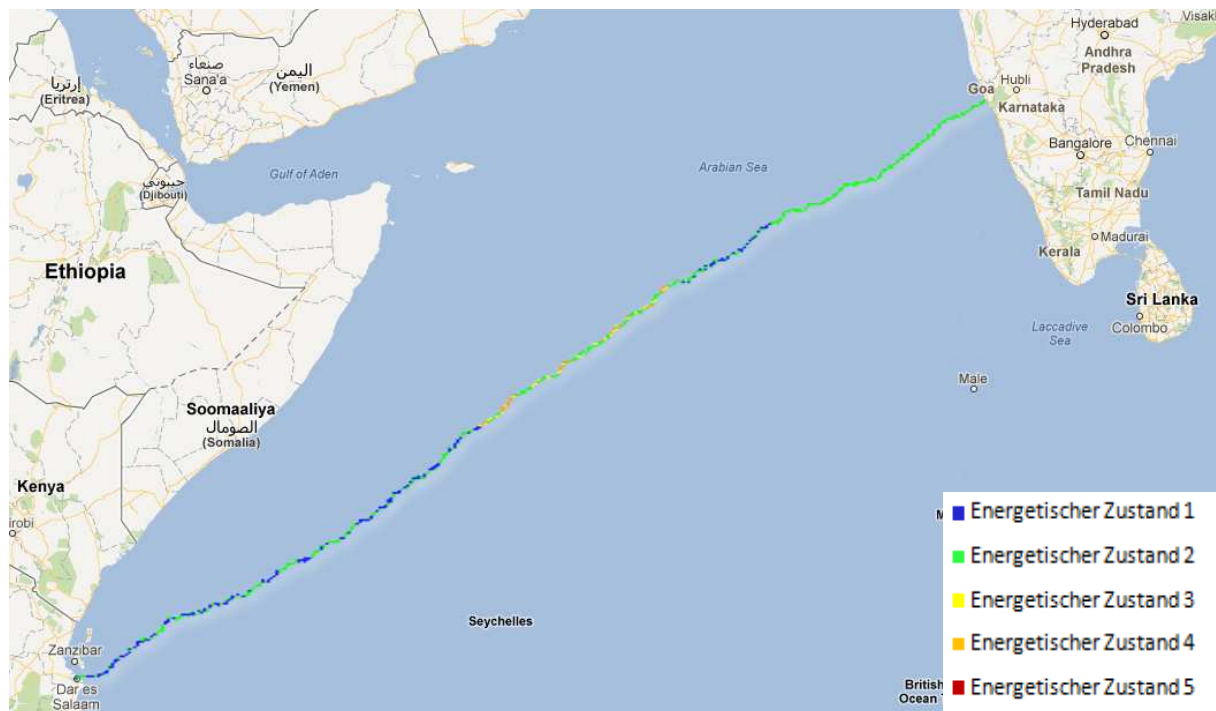 Hyderabad
Visakl
Andhra
Pradesh
صنعاء
Sana'a
اليمن
(Yemen)
إرتريا
(Eritrea)
Hubli
Goa
Karnataka
Bangalore
Chennai
Gulf of Aden
Arabian Sea
جيبوتي
(Djibouti)
Tamil Nadu
Madurai
Kerala
Ethiopia
Sri Lanka
Colombo
Laccadive
Sea
Male
Soomaaliya
الصومال
(Somalia)
Kenya
irobi
M
Energetischer Zustand 1
Energetischer Zustand 2
Energetischer Zustand 3
Energetischer Zustand 4
Energetischer Zustand 5
Seychelles
Zanzibar
Dar es
Salaam
British
Ocean T